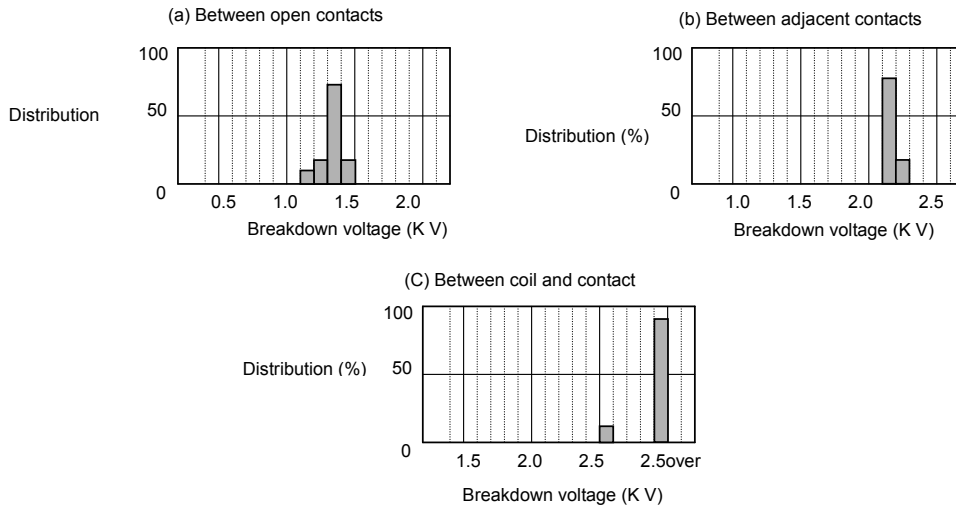 (a) Between open contacts
100
Distribution
50
0
0.5 1.0 1.5 2.0
Breakdown voltage (K V)
(b) Between adjacent contacts
100
50
Distribution (%)
0
1.0 1.5 2.0 2.5
Breakdown voltage (K V)
(C) Between coil and contact
100
Distribution (%)
50
0
1.5 2.0 2.5 2.5over
Breakdown voltage (K V)